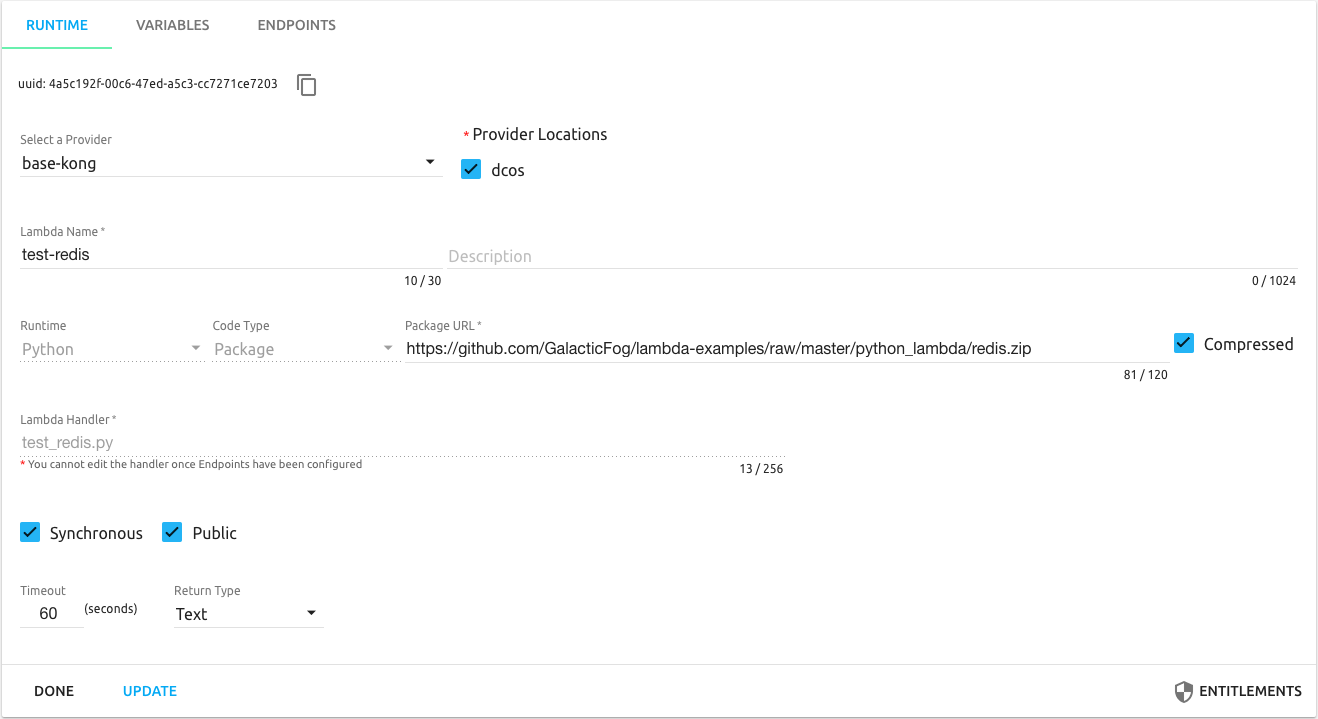 RUNTIME VARIABLES ENDPOINTS
uuid: 4a5c192f-00c6-47ed-a5c3-cc7271ce7203
Select a Provider
base-kong
* Provider Locations
dcos
Lambda Name *
test-redis
10 / 30
Description
0 / 1024
Runtime
Python
Code Type
Package
Package URL *
https://github.com/GalacticFog/lambda-examples/raw/master/python_lambda/redis.zip
81 / 120
Compressed
Lambda Handler *
test_redis.py
* You cannot edit the handler once Endpoints have been configured
13 / 256
Synchronous Public
Timeout
60 (seconds)
Return Type
Text
DONE UPDATE ENTITLEMENTS